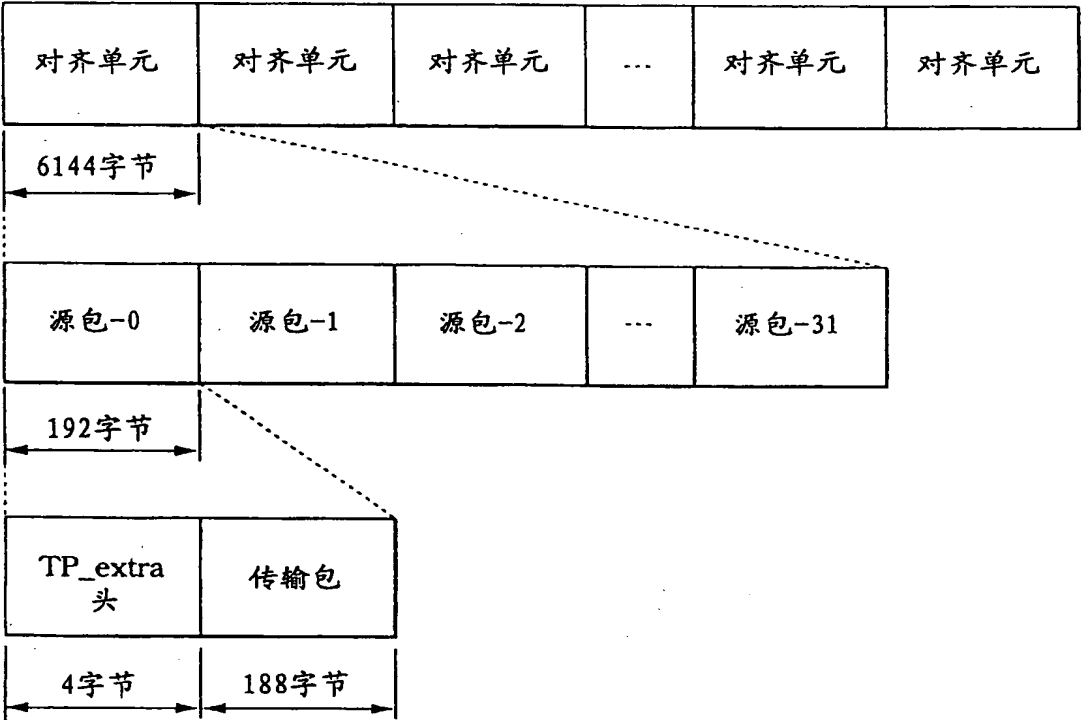 对齐单元 对齐单元 对齐单元 --- 对齐单元 对齐单元
6144字节
源包-0 源包-1 源包-2 --- 源包-31
192字节
TP_extra 传输包
头
4字节 188字节